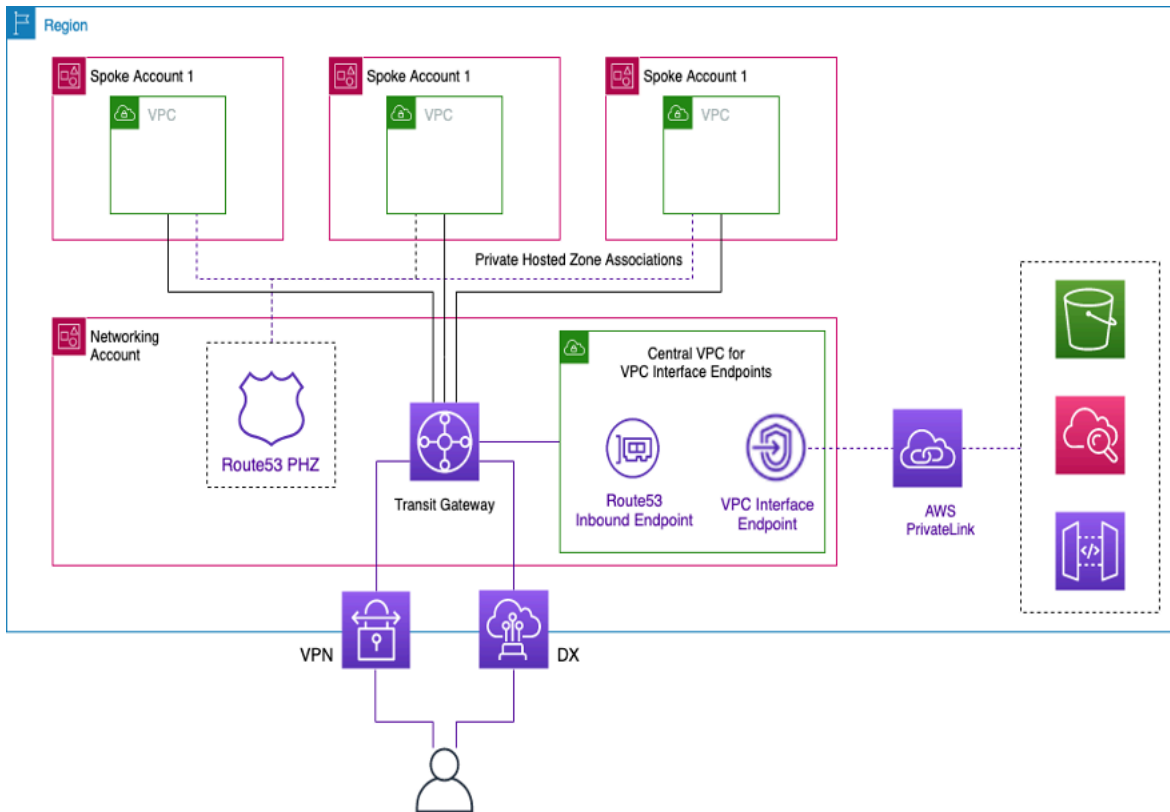 Region
Spoke Account 1
Spoke Account 1
Spoke Account 1
VPC
VPC
VPC
Private Hosted Zone Associations
Networking
Account
Central VPC for
VPC Interface Endpoints
Route53 PHZ
Transit Gateway
Route53
Inbound Endpoint
VPC Interface
Endpoint
AWS
PrivateLink
VPN
DX